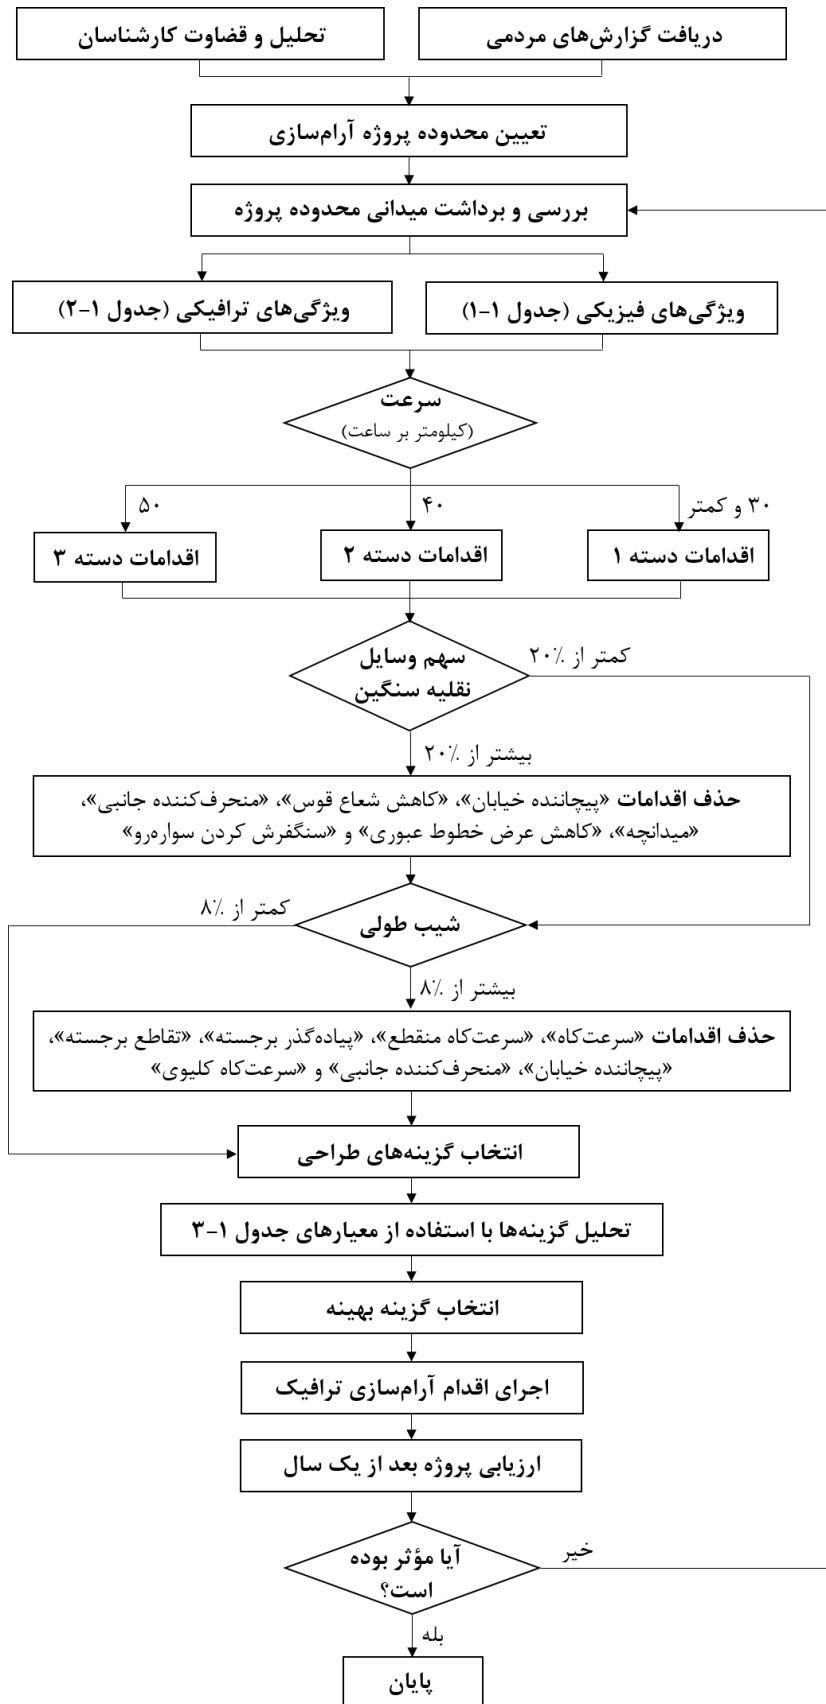 دریافت گزارش‌های مردمی
تحلیل و قضاوت کارشناسان
تعیین محدوده پروژه آرام‌سازی
بررسی و برداشت میدانی محدوده پروژه
ویژگی‌های فیزیکی (جدول ۱-۱)
ویژگی‌های ترافیکی (جدول ۱-۲)
سرعت
(کیلومتر بر ساعت)
۳۰ و کمتر
۴۰
۵۰
اقدامات دسته ۱
اقدامات دسته ۲
اقدامات دسته ۳
سهم وسایل
نقلیه سنگین
کمتر از ۲۰٪
بیشتر از ۲۰٪
حذف اقدامات «پیچاننده خیابان»، «کاهش شعاع قوس»، «منحرف‌کننده جانبی»،
«میدانچه»، «کاهش عرض خطوط عبوری» و «سنگفرش کردن سواره‌رو»
شیب طولی
کمتر از ۸٪
بیشتر از ۸٪
حذف اقدامات «سرعت‌کاه»، «سرعت‌کاه منقطع»، «پیاده‌گذر برجسته»، «تقاطع برجسته»،
«پیچاننده خیابان»، «منحرف‌کننده جانبی» و «سرعت‌کاه کلیوی»
انتخاب گزینه‌های طراحی
تحلیل گزینه‌ها با استفاده از معیارهای جدول ۱-۳
انتخاب گزینه بهینه
اجرای اقدام آرام‌سازی ترافیک
ارزیابی پروژه بعد از یک سال
آیا مؤثر بوده
است؟
خیر
بله
پایان